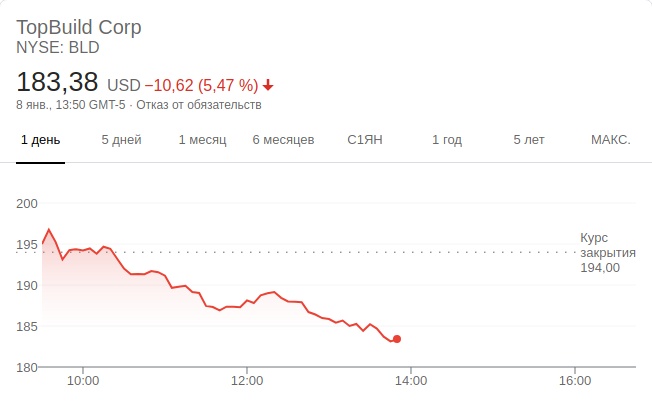 TopBuild Corp
NYSE: BLD
183,38 USD −10,62 (5,47 %)
8 янв., 13:50 GMT-5 · Отказ от обязательств
1 день 5 дней 1 месяц 6 месяцев С1ЯН 1 год 5 лет МАКС.
200
195
190
185
180
Курс
закрытия
194,00
10:00 12:00 14:00 16:00